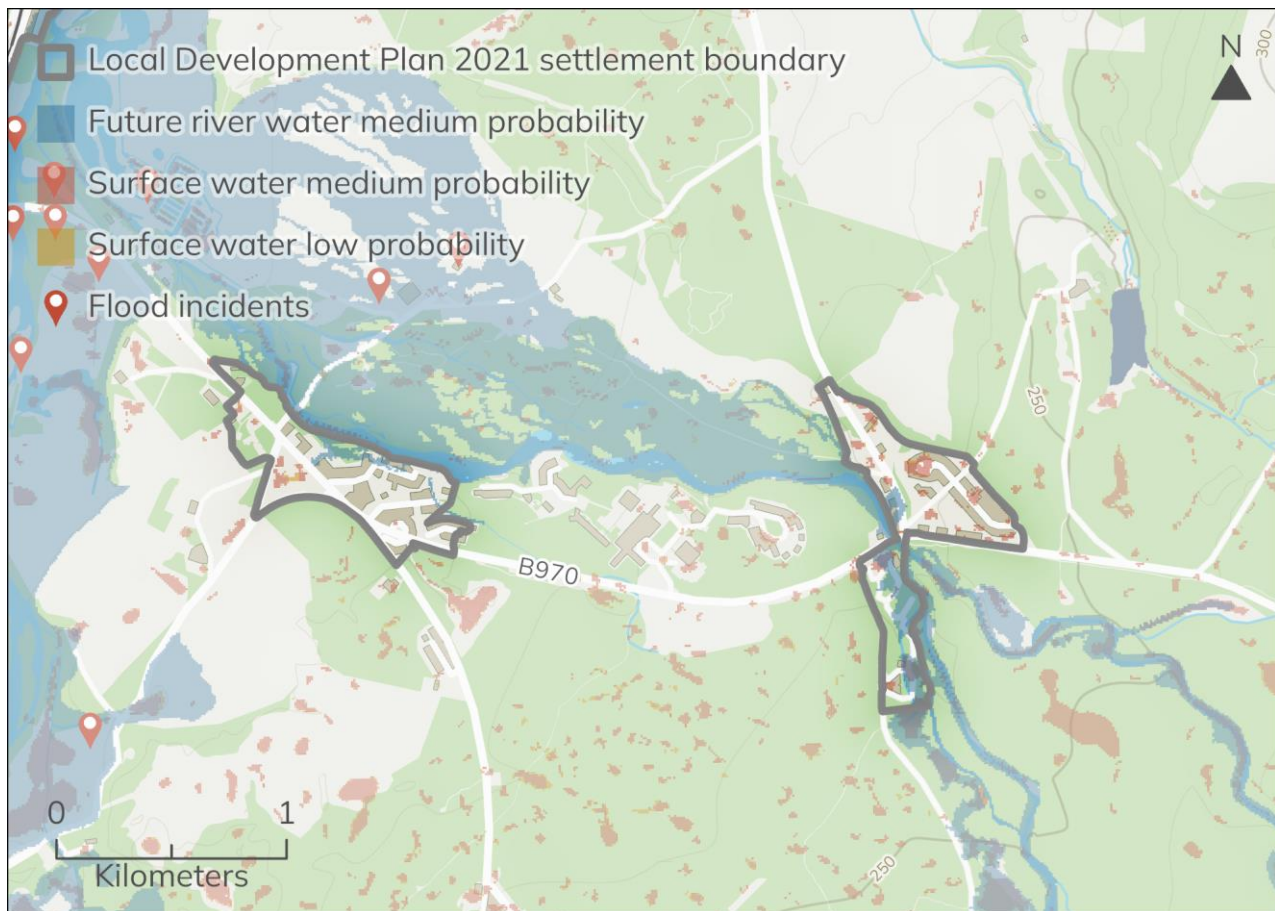 Local Development Plan 2021 settlement boundary
Future river water medium probability
Surface water medium probability
Surface water low probability
Flood incidents
N
300
250
B970
250
0 1
Kilometers